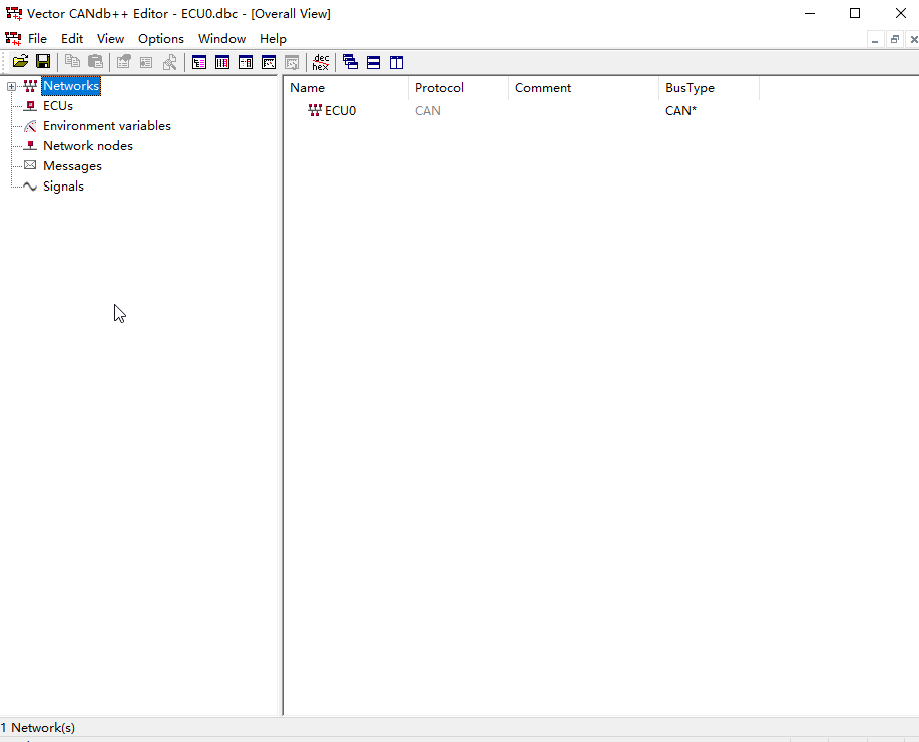 Vector CANdb++ Editor - ECU0.dbc - [Overall View]
File Edit View Options Window Help
dec
hex
Networks
ECUs
Environment variables
Network nodes
Messages
Signals
Name Protocol Comment BusType
ECU0 CAN CAN*
1 Network(s)